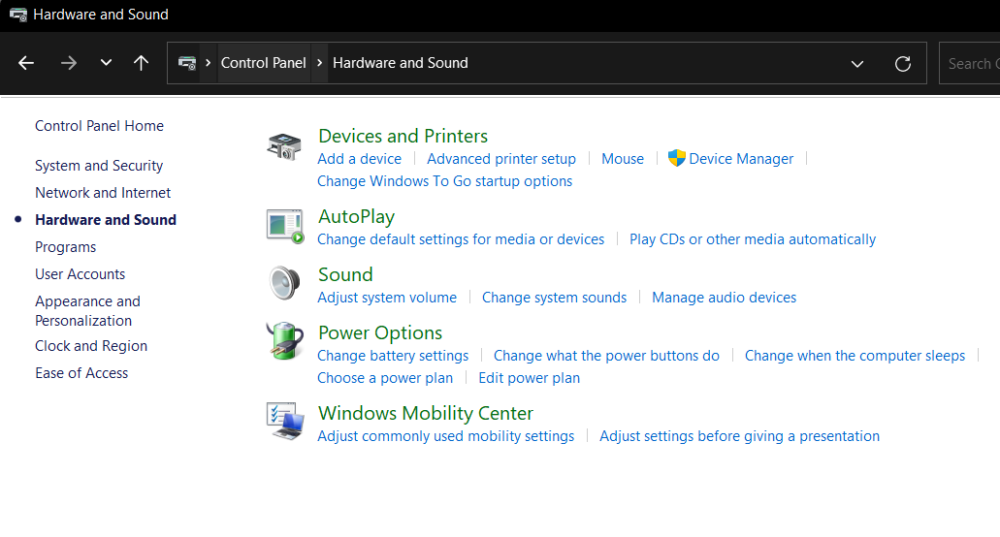 Hardware and Sound
Control Panel
Hardware and Sound
Search
Control Panel Home
System and Security
Network and Internet
Hardware and Sound
Programs
User Accounts
Appearance and
Personalization
Clock and Region
Ease of Access
Devices and Printers
Add a device Advanced printer setup Mouse Device Manager
Change Windows To Go startup options
AutoPlay
Change default settings for media or devices Play CDs or other media automatically
Sound
Adjust system volume Change system sounds Manage audio devices
Power Options
Change battery settings Change what the power buttons do Change when the computer sleeps
Choose a power plan Edit power plan
Windows Mobility Center
Adjust commonly used mobility settings Adjust settings before giving a presentation